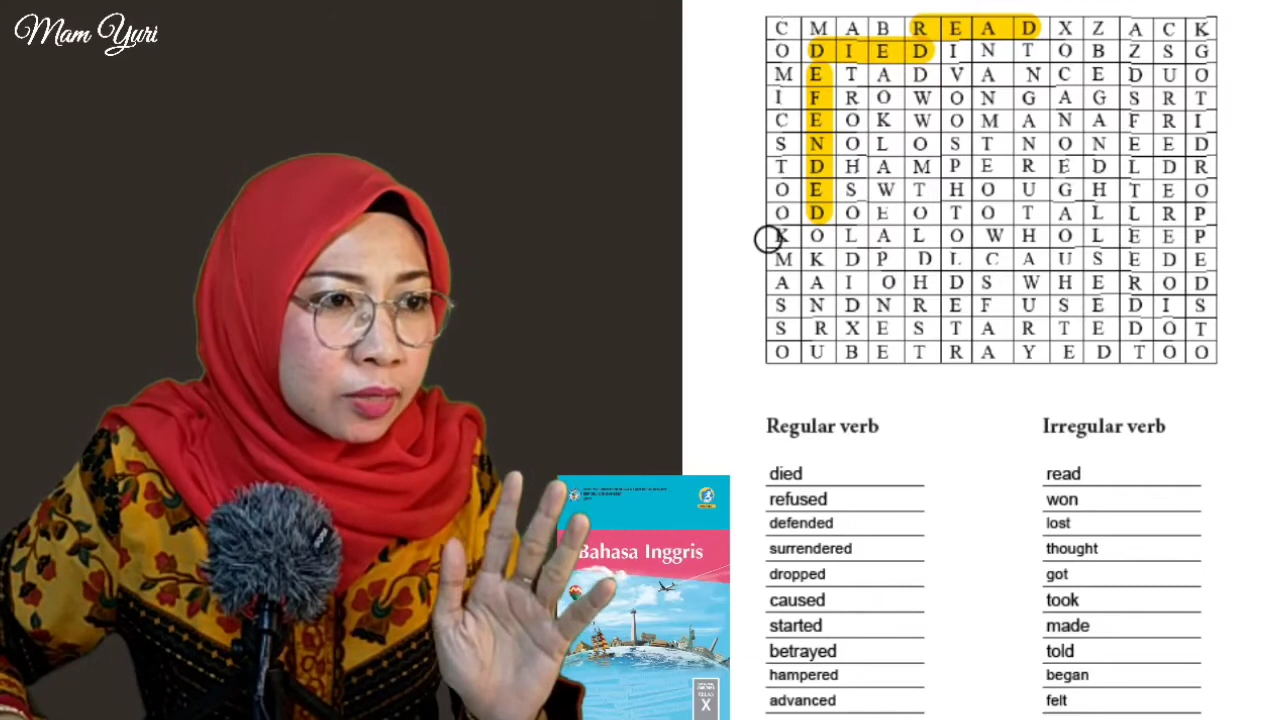 Mam Yuri
C M A B R E A D X Z A C K
O D I E D I N T O B Z S G
M E T A D V A N C E D U O
I F R O W O N G A G S R T
C E O K W O M A N A F R I
S N O L O S T N O N E E D
T D H A M P E R E D L D R
O E S W T H O U G H T E O
O D O E O T O T A L L R P
K O L A L O W H O L E E P
M K D P D L C A U S E D E
A A I O H D S W H E R O D
S N D N R E F U S E D I S
S R X E S T A R T E D O T
O U B E T R A Y E D T O O
Regular verb Irregular verb
died read
refused won
defended lost
surrendered thought
dropped got
caused took
started made
betrayed told
hampered began
advanced felt
Bahasa Inggris
X